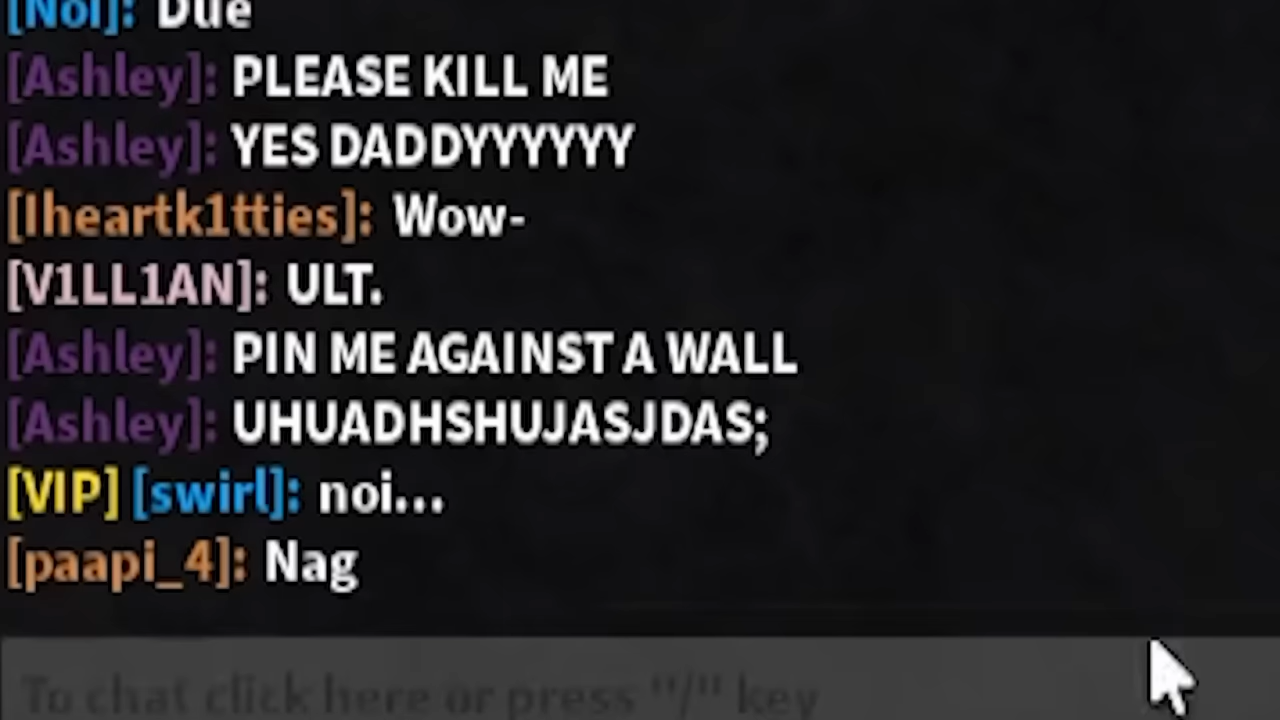 [Noi]: Due
[Ashley]: PLEASE KILL ME
[Ashley]: YES DADDYYYYYY
[Iheartk1tties]: Wow-
[V1LL1AN]: ULT.
[Ashley]: PIN ME AGAINST A WALL
[Ashley]: UHUADHSHUJASJDAS;
[VIP] [swirl]: noi...
[paapi_4]: Nag
To chat click here or press "/" key